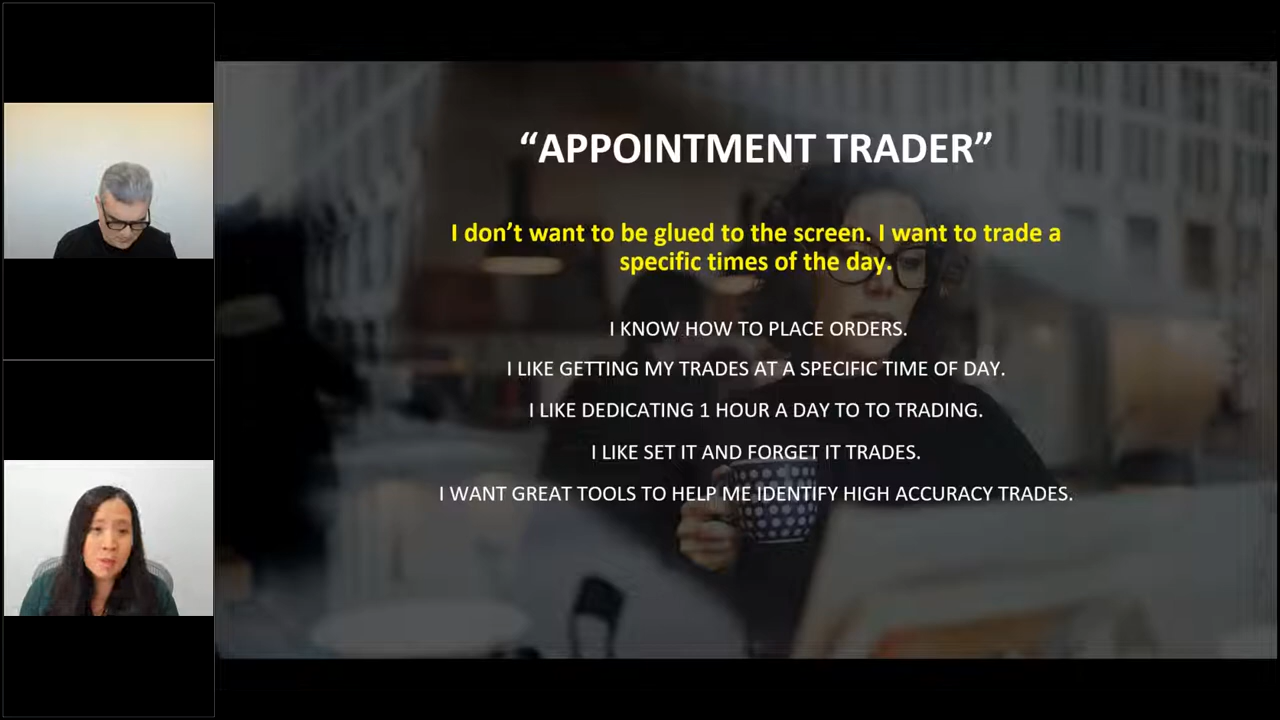 “APPOINTMENT TRADER”
I don’t want to be glued to the screen. I want to trade a
specific times of the day.
I KNOW HOW TO PLACE ORDERS.
I LIKE GETTING MY TRADES AT A SPECIFIC TIME OF DAY.
I LIKE DEDICATING 1 HOUR A DAY TO TO TRADING.
I LIKE SET IT AND FORGET IT TRADES.
I WANT GREAT TOOLS TO HELP ME IDENTIFY HIGH ACCURACY TRADES.